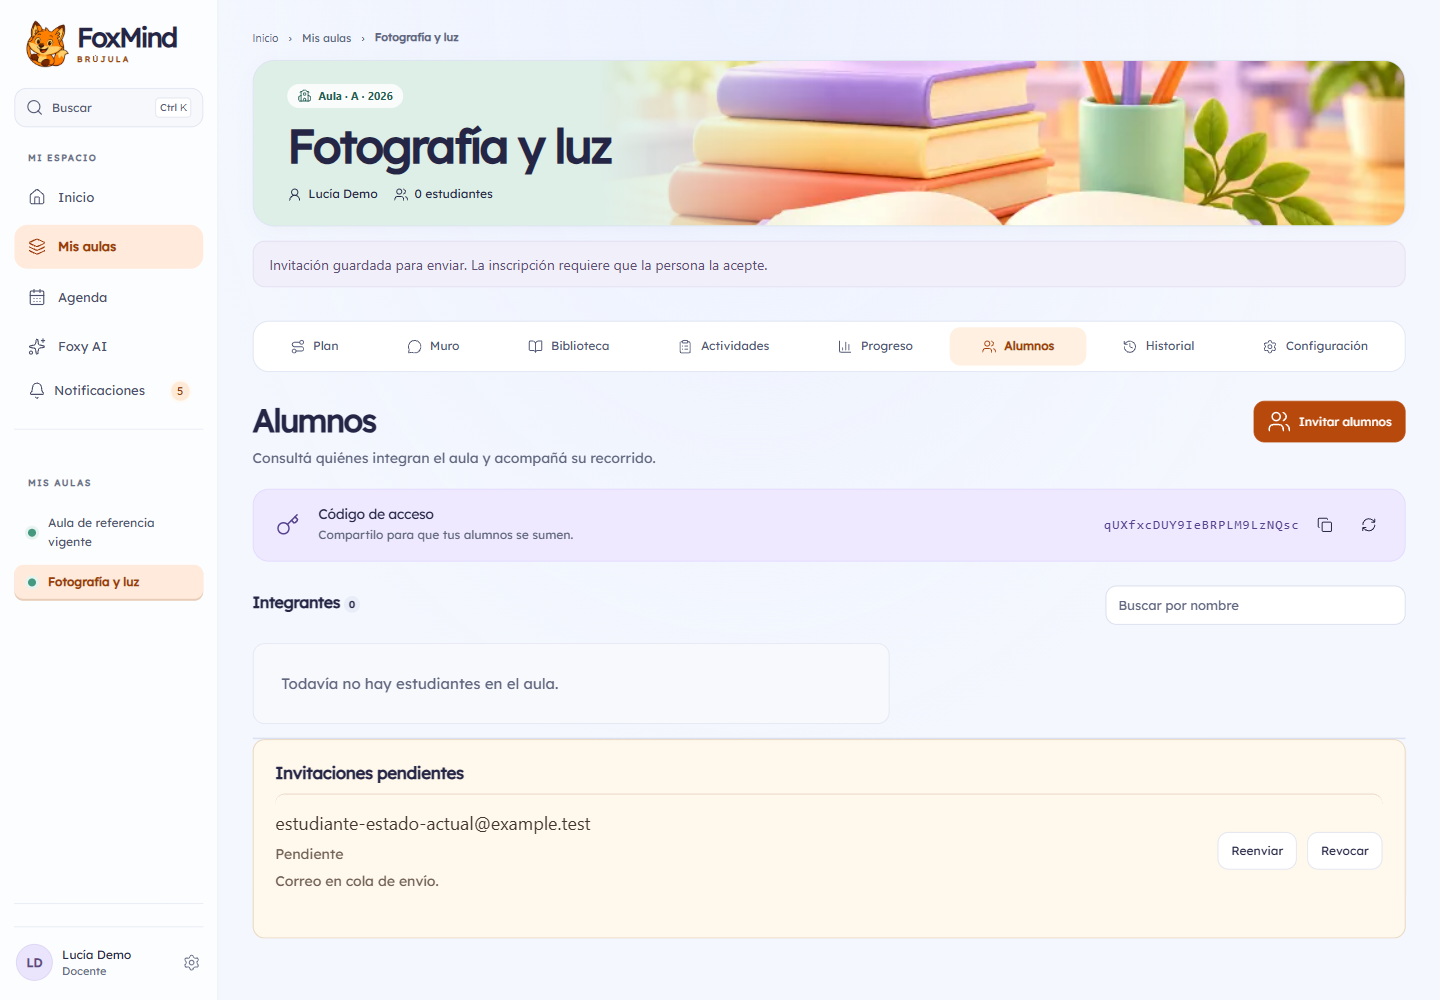 FoxMind
BRÚJULA
Buscar
Ctrl K
MI ESPACIO
Inicio
Mis aulas
Agenda
Foxy AI
Notificaciones
5
MIS AULAS
Aula de referencia
vigente
Fotografía y luz
LD
Lucía Demo
Docente
Inicio › Mis aulas › Fotografía y luz
Aula · A · 2026
Fotografía y luz
Lucía Demo
0 estudiantes
Invitación guardada para enviar. La inscripción requiere que la persona la acepte.
Plan
Muro
Biblioteca
Actividades
Progreso
Alumnos
Historial
Configuración
Alumnos
Invitar alumnos
Consultá quiénes integran el aula y acompañá su recorrido.
Código de acceso
Compartilo para que tus alumnos se sumen.
qUXfxcDUY9IeBRPLM9LzNQsc
Integrantes 0
Buscar por nombre
Todavía no hay estudiantes en el aula.
Invitaciones pendientes
estudiante-estado-actual@example.test
Pendiente
Correo en cola de envío.
Reenviar
Revocar